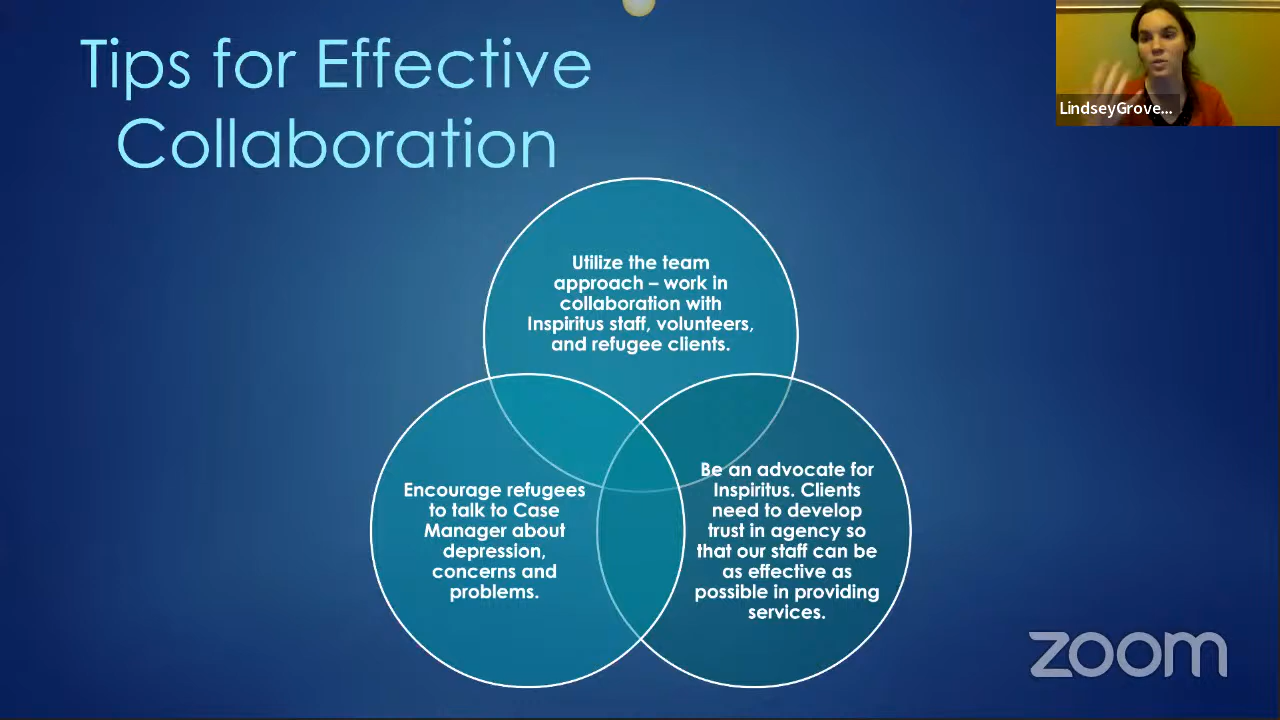 Tips for Effective
Collaboration
LindseyGrove...
Utilize the team
approach – work in
collaboration with
Inspiritus staff, volunteers,
and refugee clients.
Encourage refugees
to talk to Case
Manager about
depression,
concerns and
problems.
Be an advocate for
Inspiritus. Clients
need to develop
trust in agency so
that our staff can be
as effective as
possible in providing
services.
zoom